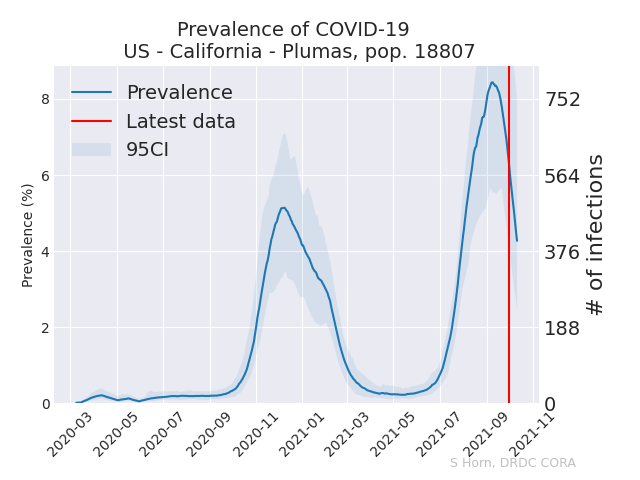 Prevalence of COVID-19
US - California - Plumas, pop. 18807
Prevalence
Latest data
95CI
Prevalence (%)
8
6
4
2
0
752
564
376
188
0
# of infections
2020-03
2020-05
2020-07
2020-09
2020-11
2021-01
2021-03
2021-05
2021-07
2021-09
2021-11
S Horn, DRDC CORA